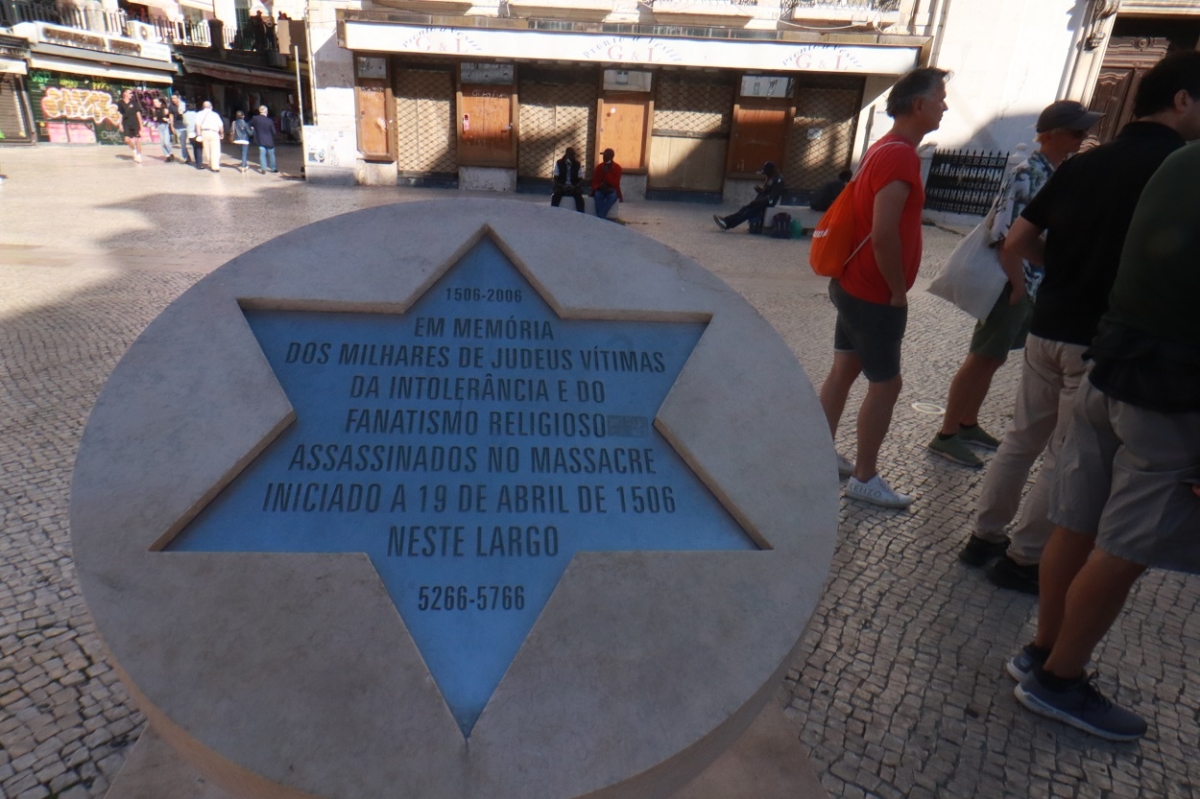 1506-2006
EM MEMÓRIA
DOS MILHARES DE JUDEUS VÍTIMAS
DA INTOLERÂNCIA E DO
FANATISMO RELIGIOSO
ASSASSINADOS NO MASSACRE
INICIADO A 19 DE ABRIL DE 1506
NESTE LARGO
5266-5766
G & L
G & L
G & L